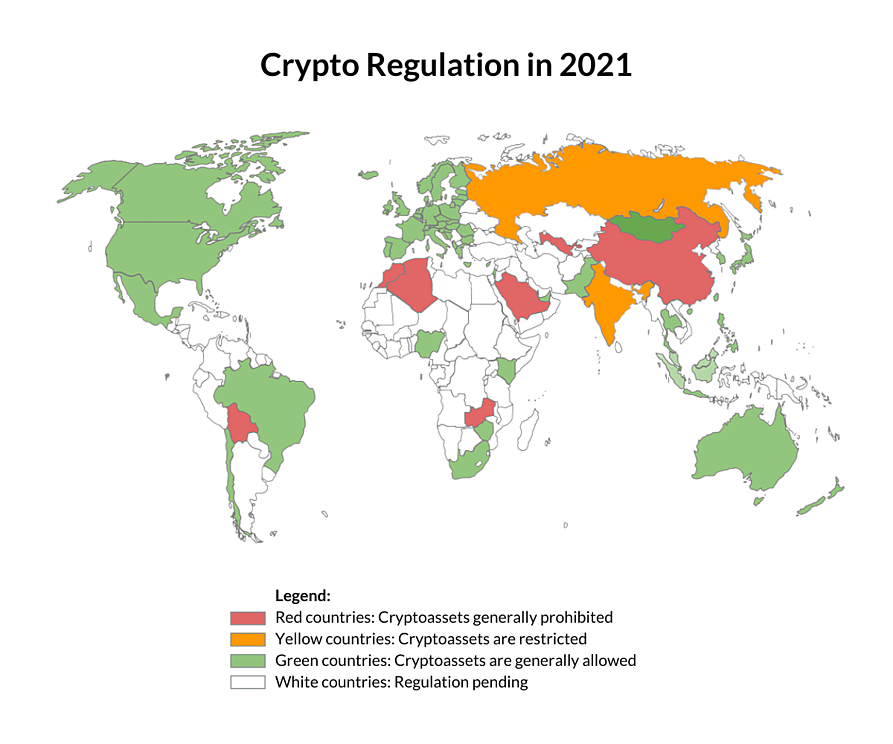 Crypto Regulation in 2021
Legend:
Red countries: Cryptoassets generally prohibited
Yellow countries: Cryptoassets are restricted
Green countries: Cryptoassets are generally allowed
White countries: Regulation pending